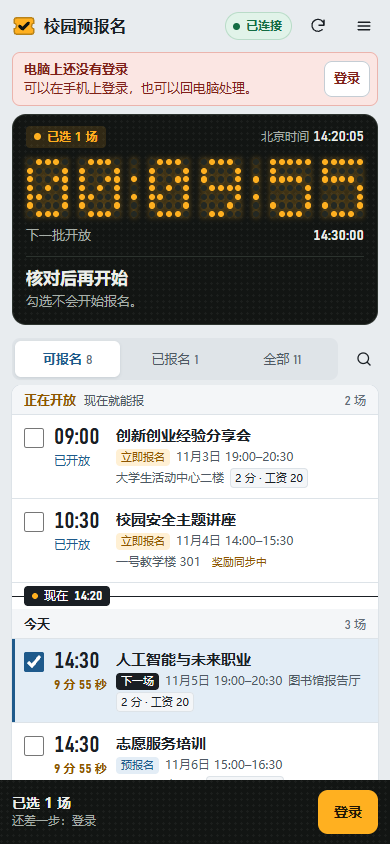 校园预报名
已连接
电脑上还没有登录
可以在手机上登录，也可以回电脑处理。
登录
已选 1 场
北京时间 14:20:05
00:09:55
下一批开放
14:30:00
核对后再开始
勾选不会开始报名。
可报名 8
已报名 1
全部 11
正在开放 现在就能报
2 场
09:00
创新创业经验分享会
已开放
立即报名 11月3日 19:00–20:30
大学生活动中心二楼 2 分 · 工资 20
10:30
校园安全主题讲座
已开放
立即报名 11月4日 14:00–15:30
一号教学楼 301 奖励同步中
现在 14:20
今天
3 场
14:30
人工智能与未来职业
9 分 55 秒
下一场 11月5日 19:00–20:30 图书馆报告厅
2 分 · 工资 20
14:30
志愿服务培训
9 分 55 秒
预报名 11月6日 15:00–16:30
已选 1 场
还差一步：登录
登录